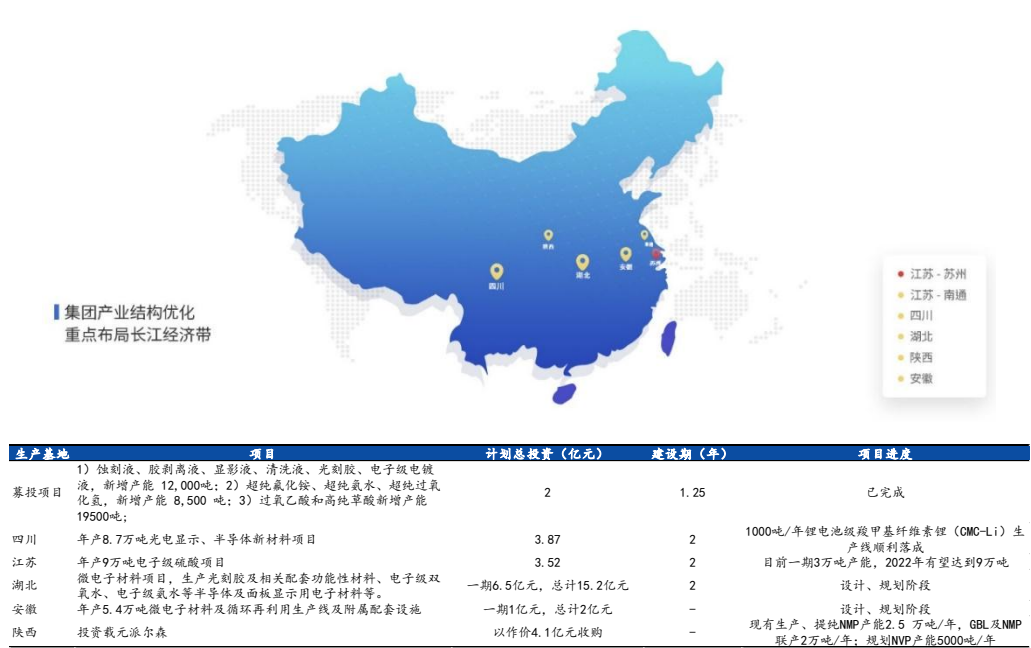 陕西
南通
苏州
安徽
湖北
四川
江苏 - 苏州
江苏 - 南通
四川
湖北
陕西
安徽
集团产业结构优化
重点布局长江经济带
生产基地 项目 计划总投资（亿元） 建设期（年） 项目进度
1）蚀刻液、胶剥离液、显影液、清洗液、光刻胶、电子级电镀
液，新增产能 12,000吨；2）超纯氟化铵、超纯氨水、超纯过氧
化氢，新增产能 8,500 吨；3）过氧乙酸和高纯草酸新增产能
19500吨；
募投项目 2 1.25 已完成
四川 年产8.7万吨光电显示、半导体新材料项目 3.87 2 1000吨/年锂电池级羧甲基纤维素锂（CMC-Li）生
产线顺利落成
江苏 年产9万吨电子级硫酸项目 3.52 2 目前一期3万吨产能，2022年有望达到9万吨
湖北 微电子材料项目，生产光刻胶及相关配套功能性材料、电子级双
氧水、电子级氨水等半导体及面板显示用电子材料等。 一期6.5亿元，总计15.2亿元 2 设计、规划阶段
安徽 年产5.4万吨微电子材料及循环再利用生产线及附属配套设施 一期1亿元，总计2亿元 - 设计、规划阶段
陕西 投资载元派尔森 以作价4.1亿元收购 - 现有生产、提纯NMP产能2.5 万吨/年，GBL及NMP
联产2万吨/年；规划NVP产能5000吨/年